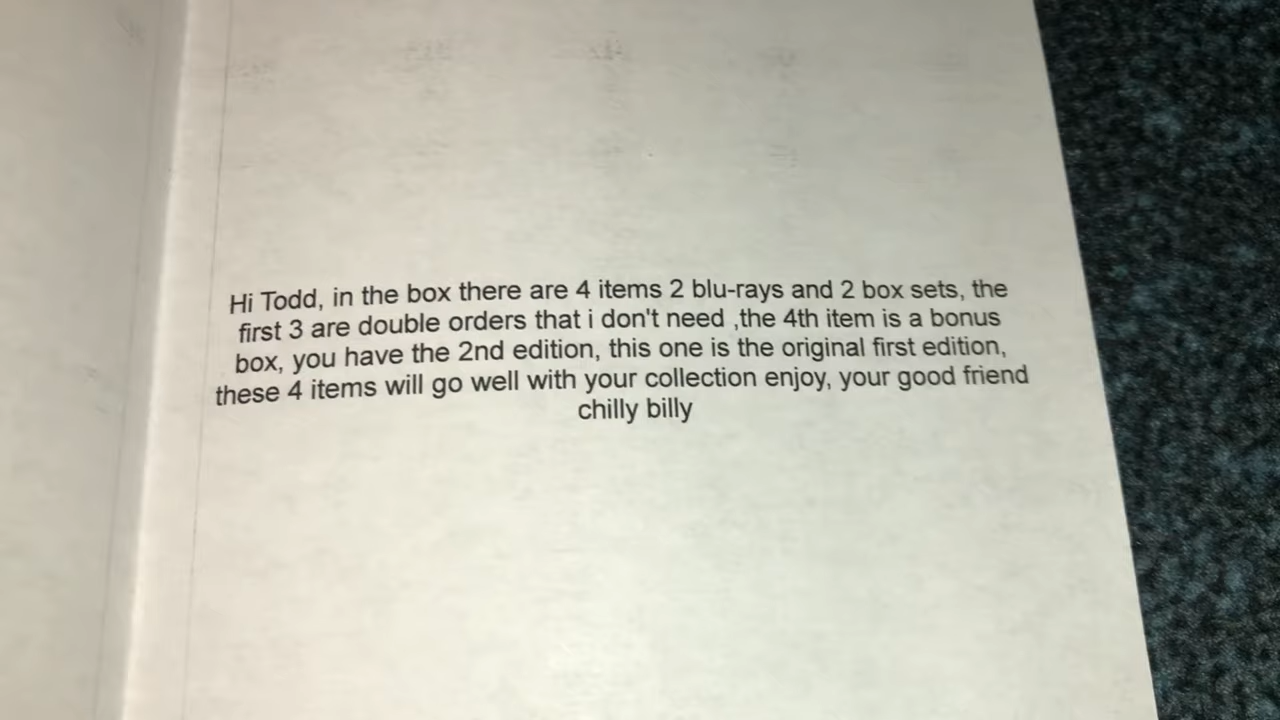 Hi Todd, in the box there are 4 items 2 blu-rays and 2 box sets, the
first 3 are double orders that i don't need ,the 4th item is a bonus
box, you have the 2nd edition, this one is the original first edition,
these 4 items will go well with your collection enjoy, your good friend
chilly billy